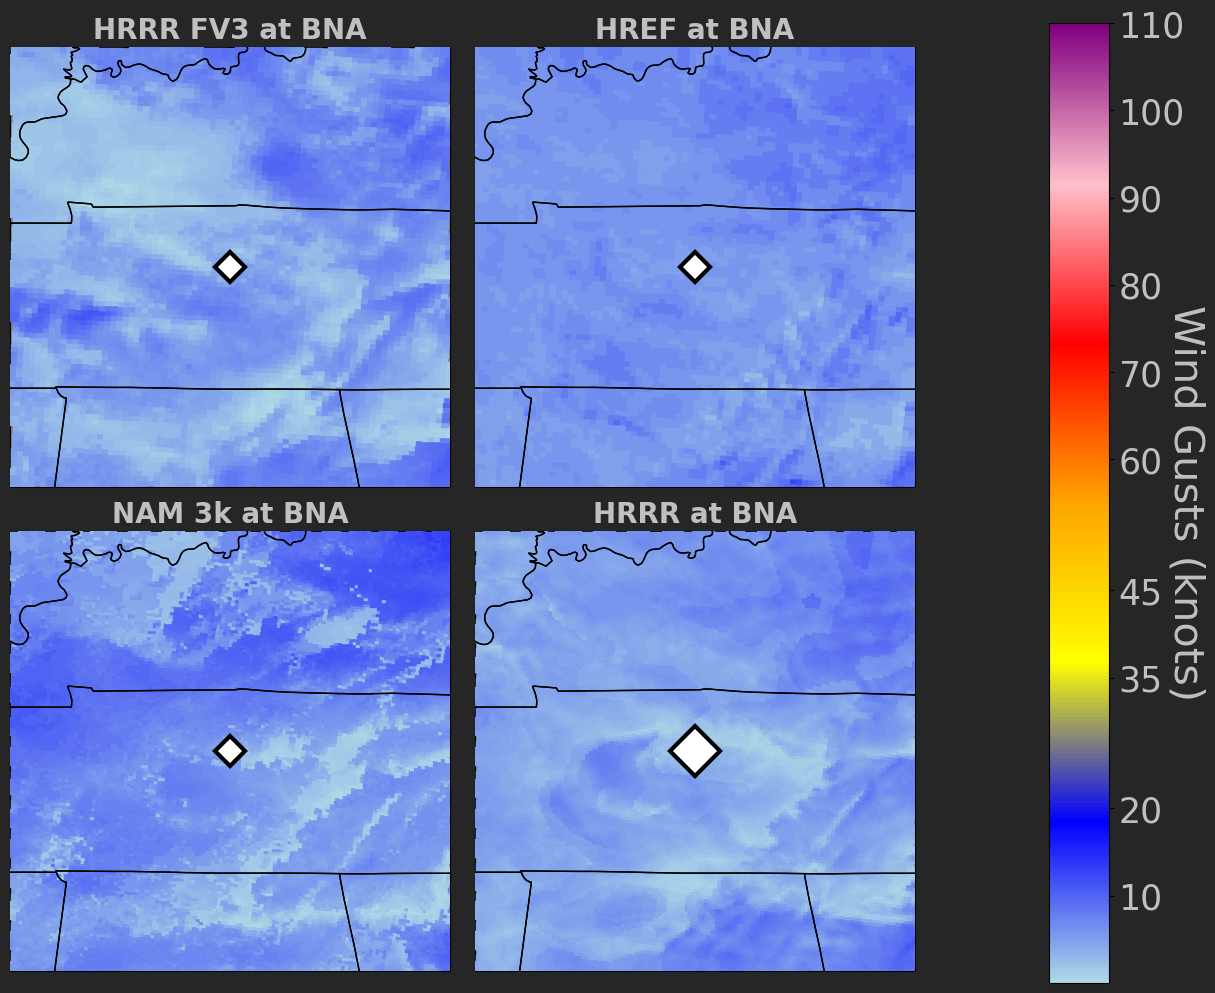 HRRR FV3 at BNA
HREF at BNA
NAM 3k at BNA
HRRR at BNA
110
100
90
80
70
60
45
35
20
10
Wind Gusts (knots)